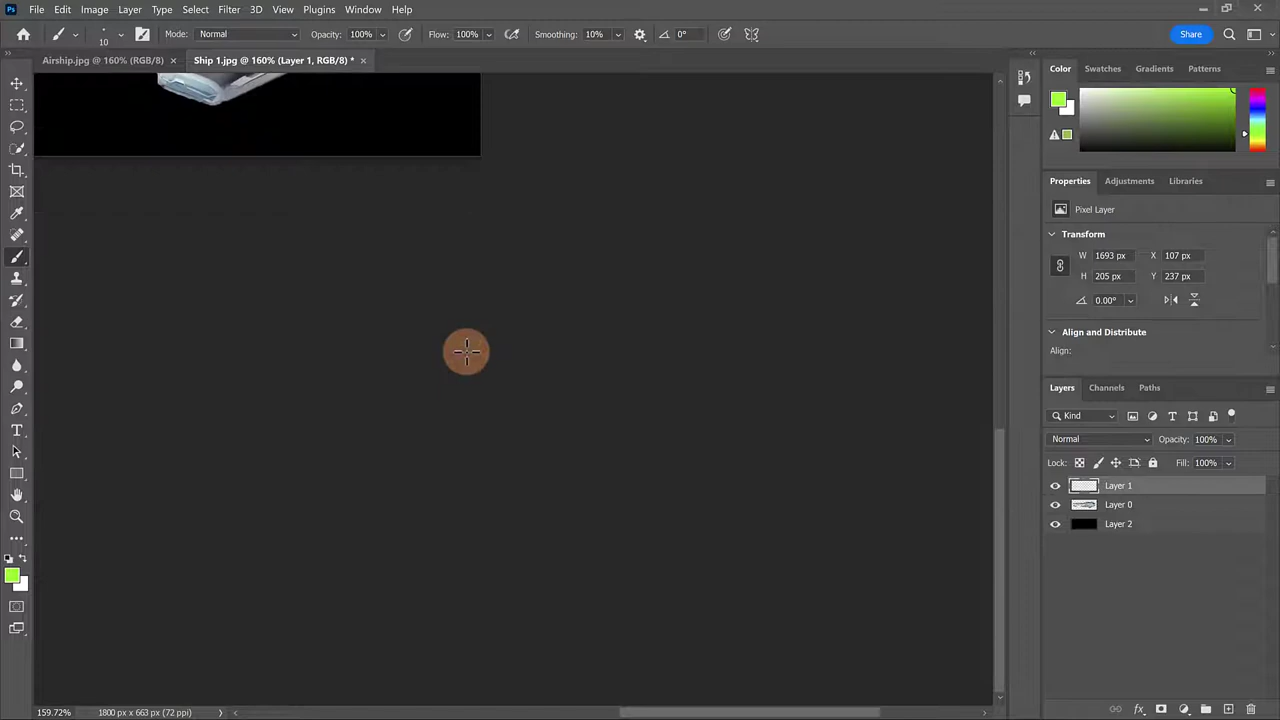 Ps File Edit Image Layer Type Select Filter 3D View Plugins Window Help
10 Mode: Normal Opacity: 100% Flow: 100% Smoothing: 10% 0° Share
Airship.jpg @ 160% (RGB/8) × Ship 1.jpg @ 160% (Layer 1, RGB/8) * ×
Color Swatches Gradients Patterns
Properties Adjustments Libraries
Pixel Layer
Transform
W 1693 px X 107 px
H 205 px Y 237 px
0.00°
Align and Distribute
Align:
Layers Channels Paths
Kind
Normal Opacity: 100%
Lock: Fill: 100%
Layer 1
Layer 0
Layer 2
159.72% 1800 px x 663 px (72 ppi)